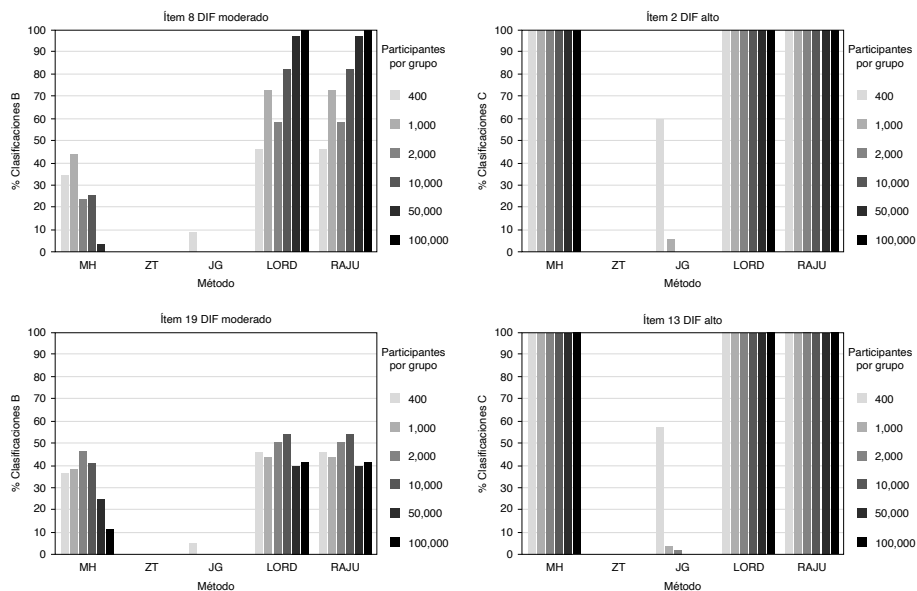 Ítem 8 DIF moderado
% Clasificaciones B
100
90
80
70
60
50
40
30
20
10
0
MH ZT JG LORD RAJU
Método
Participantes
por grupo
400
1,000
2,000
10,000
50,000
100,000
Ítem 2 DIF alto
% Clasificaciones C
100
90
80
70
60
50
40
30
20
10
0
MH ZT JG LORD RAJU
Método
Participantes
por grupo
400
1,000
2,000
10,000
50,000
100,000
Ítem 19 DIF moderado
% Clasificaciones B
100
90
80
70
60
50
40
30
20
10
0
MH ZT JG LORD RAJU
Método
Participantes
por grupo
400
1,000
2,000
10,000
50,000
100,000
Ítem 13 DIF alto
% Clasificaciones C
100
90
80
70
60
50
40
30
20
10
0
MH ZT JG LORD RAJU
Método
Participantes
por grupo
400
1,000
2,000
10,000
50,000
100,000